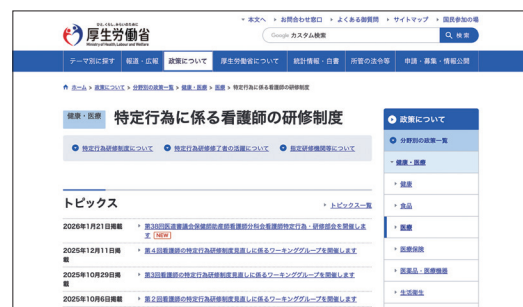 本文へ お問合わせ窓口 よくある御質問 サイトマップ 国民参加の場
ひと、くらし、みらいのために
厚生労働省
Ministry of Health, Labour and Welfare
Google カスタム検索
検索
テーマ別に探す 報道・広報 政策について 厚生労働省について 統計情報・白書 所管の法令等 申請・募集・情報公開
ホーム > 政策について > 分野別の政策一覧 > 健康・医療 > 医療 > 特定行為に係る看護師の研修制度
健康・医療 特定行為に係る看護師の研修制度
特定行為研修制度について 特定行為研修修了者の活躍について 指定研修機関等について
トピックス
トピックス一覧
2026年1月21日掲載 第38回医道審議会保健師助産師看護師分科会看護師特定行為・研修部会を開催しま
す NEW
2025年12月11日掲
載
第4回看護師の特定行為研修制度見直しに係るワーキンググループを開催します
2025年10月29日掲
載
第3回看護師の特定行為研修制度見直しに係るワーキンググループを開催します
2025年10月6日掲載 第2回看護師の特定行為研修制度見直しに係るワーキンググループを開催します
政策について
分野別の政策一覧
健康・医療
健康
食品
医療
医療保険
医薬品・医療機器
生活衛生